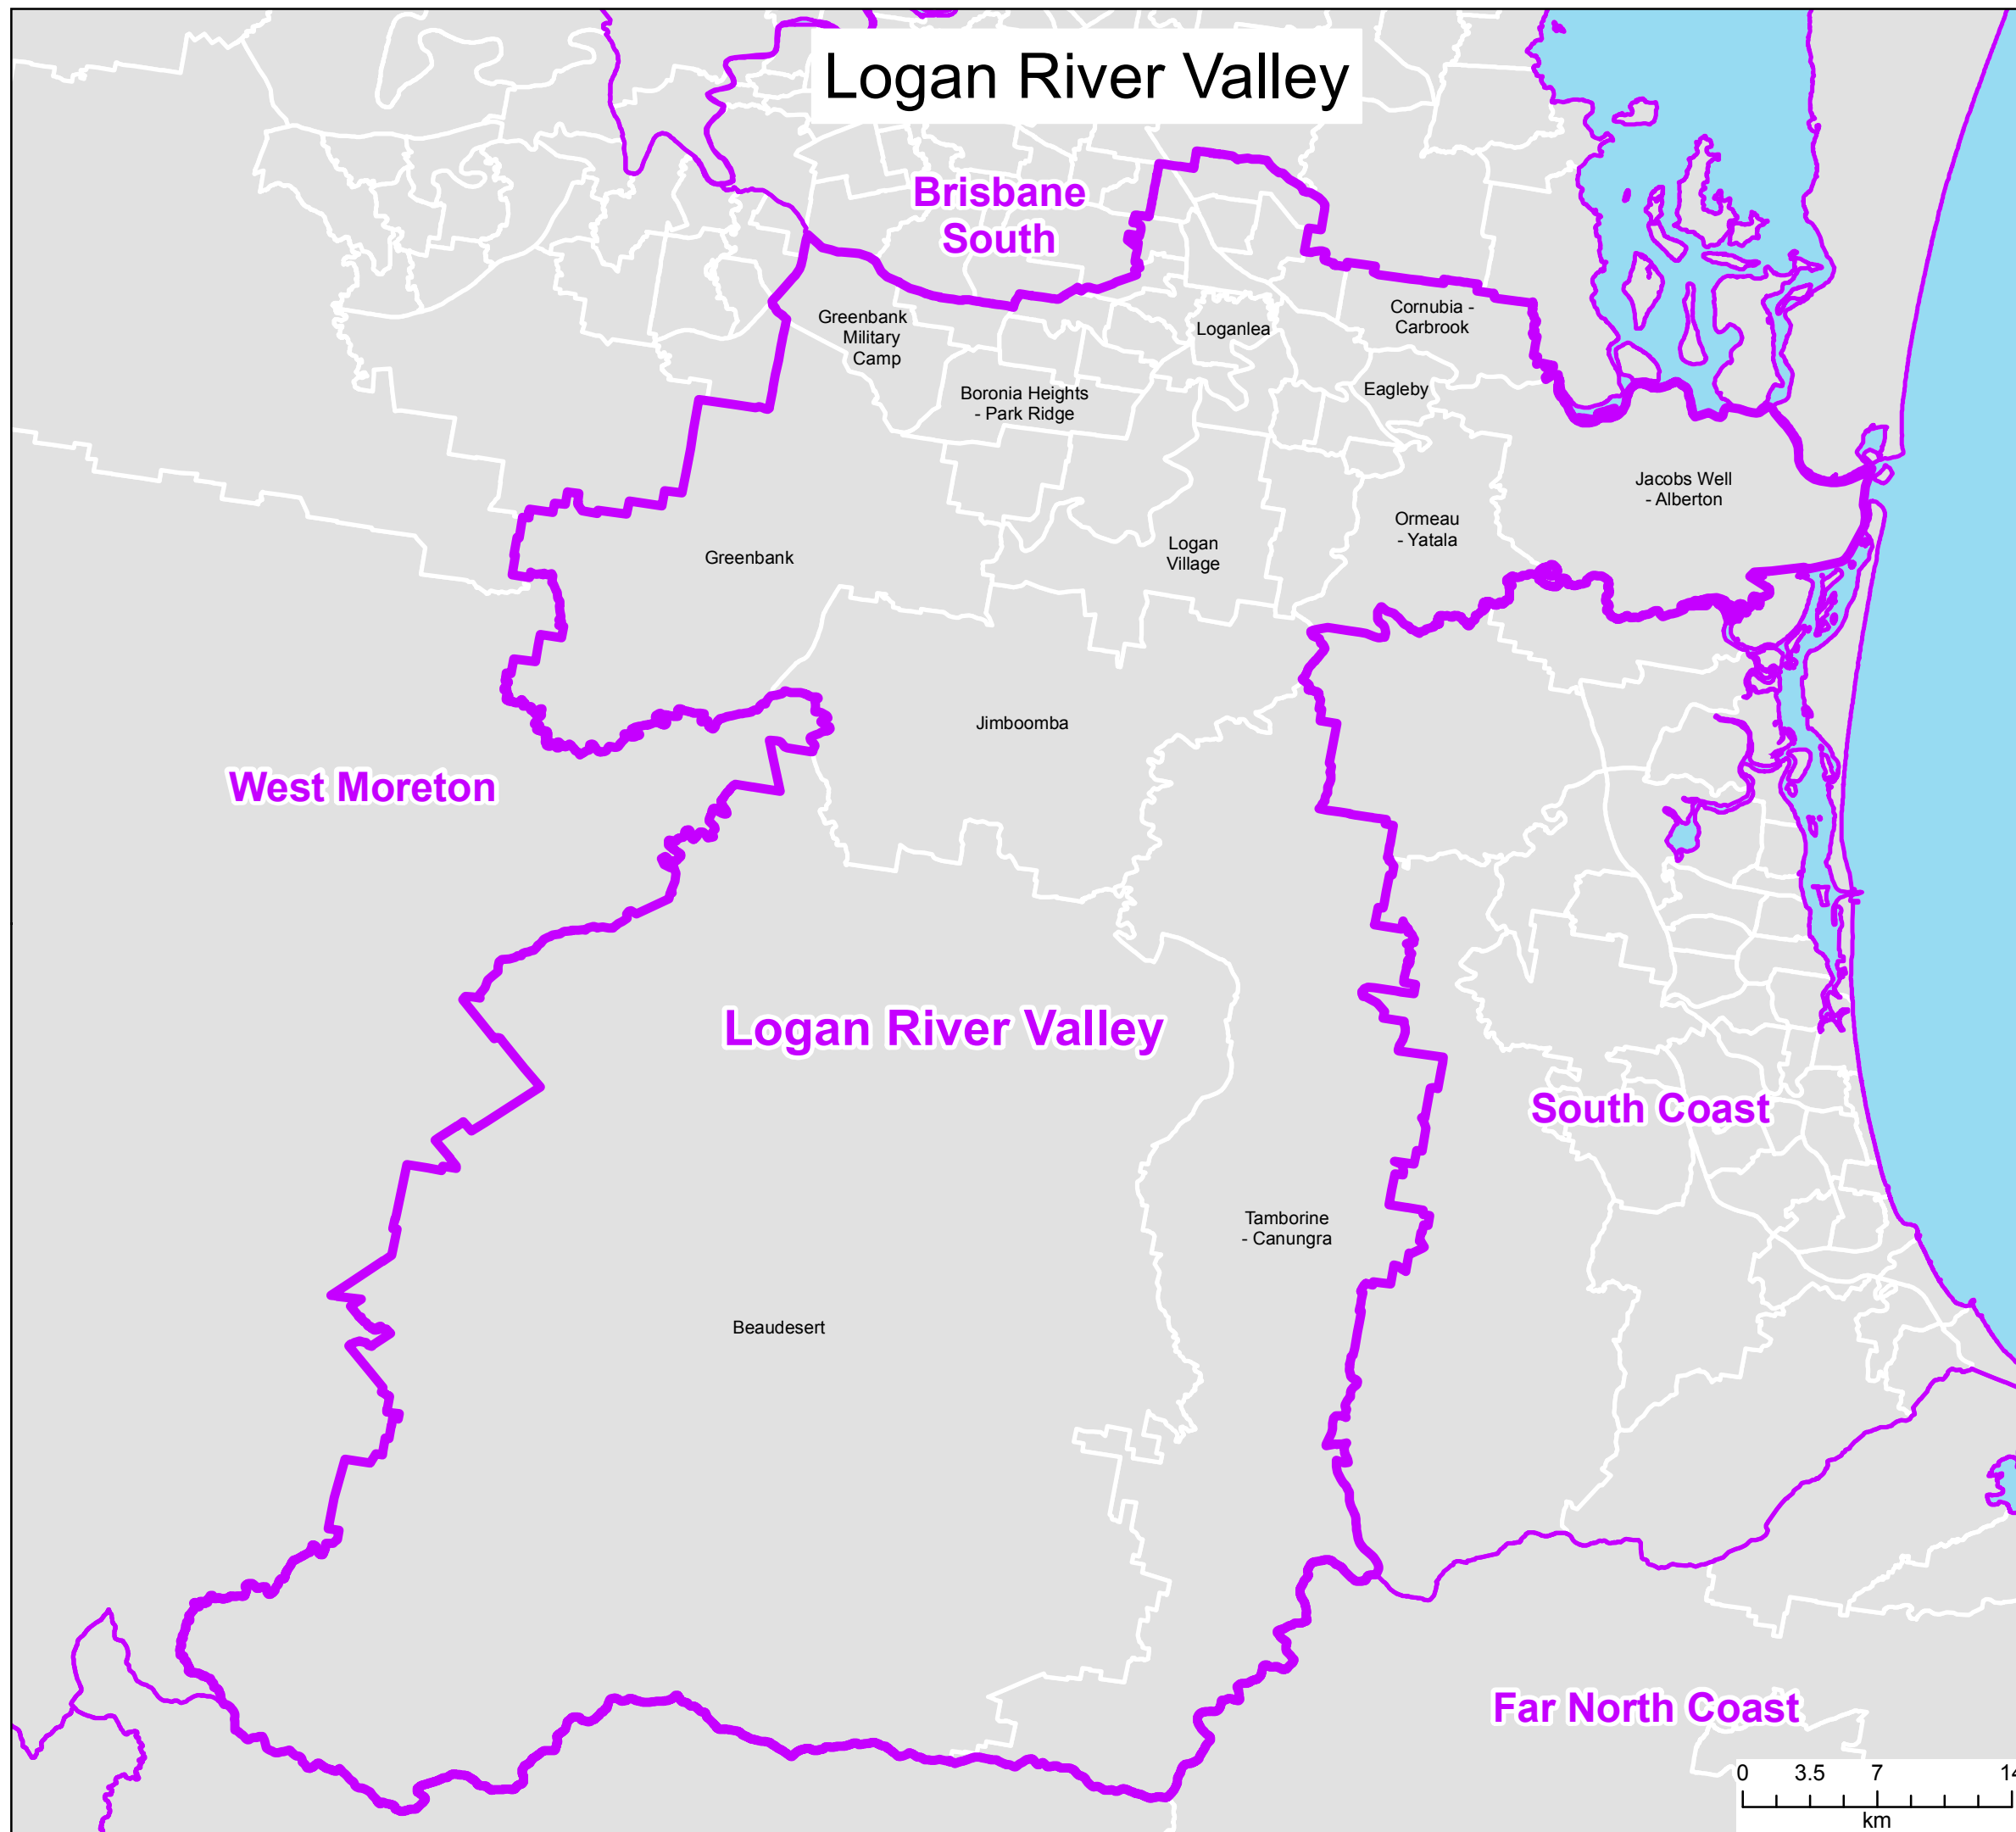 Logan River Valley
Brisbane
South
Greenbank
Military
Camp
Loganlea
Cornubia -
Carbrook
Boronia Heights
- Park Ridge
Eagleby
Jacobs Well
- Alberton
Ormeau
- Yatala
Greenbank
Logan
Village
Jimboomba
West Moreton
Logan River Valley
South Coast
Tamborine
- Canungra
Beaudesert
Far North Coast
0 3.5 7 14
km